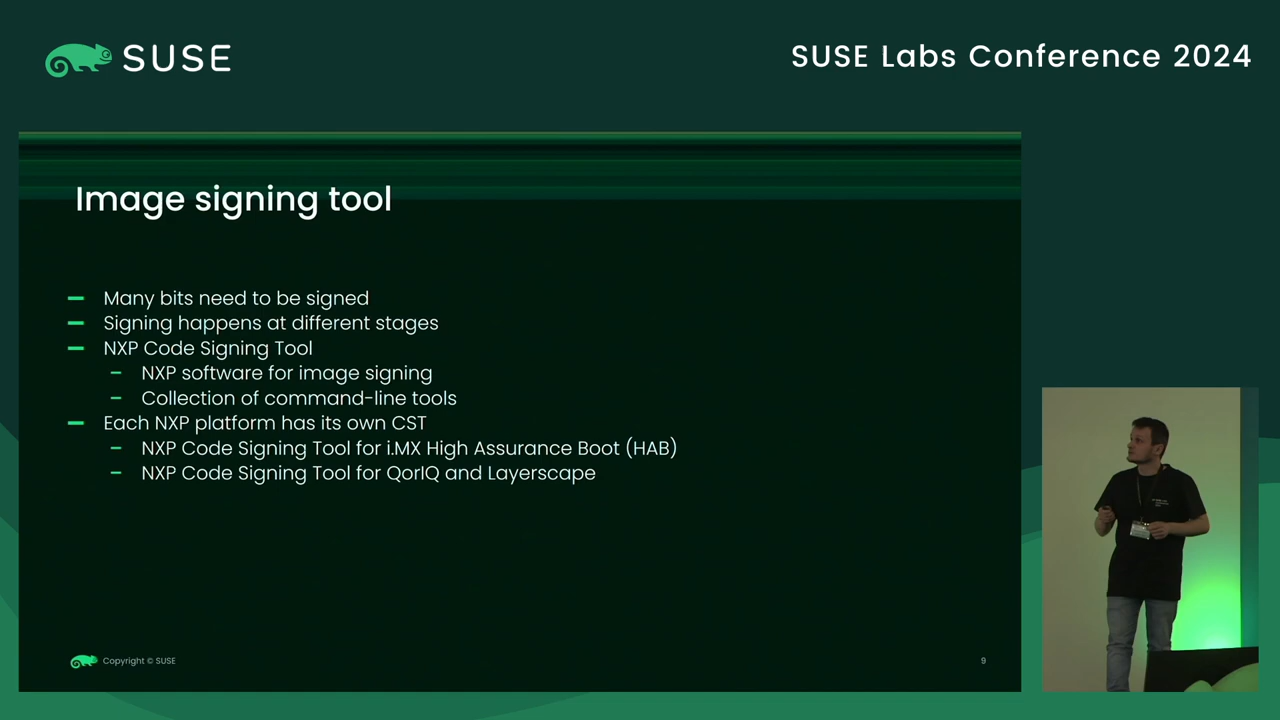 SUSE
SUSE Labs Conference 2024
Image signing tool
Many bits need to be signed
Signing happens at different stages
NXP Code Signing Tool
NXP software for image signing
Collection of command-line tools
Each NXP platform has its own CST
NXP Code Signing Tool for i.MX High Assurance Boot (HAB)
NXP Code Signing Tool for QorIQ and Layerscape
Copyright © SUSE
9